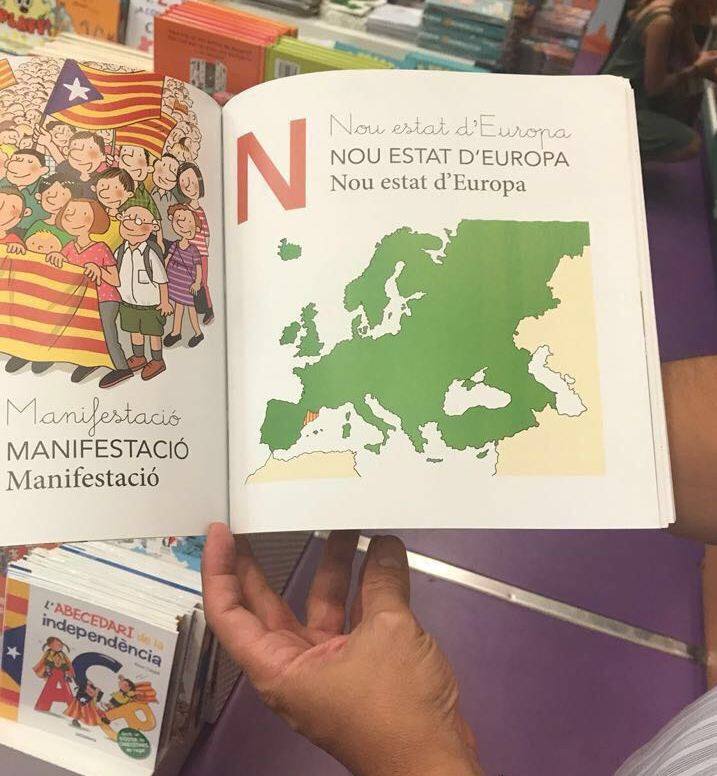 Manifestació
MANIFESTACIÓ
Manifestació
N
Nou estat d'Europa
NOU ESTAT D'EUROPA
Nou estat d'Europa
L'ABECEDARI de la
independència
A C P